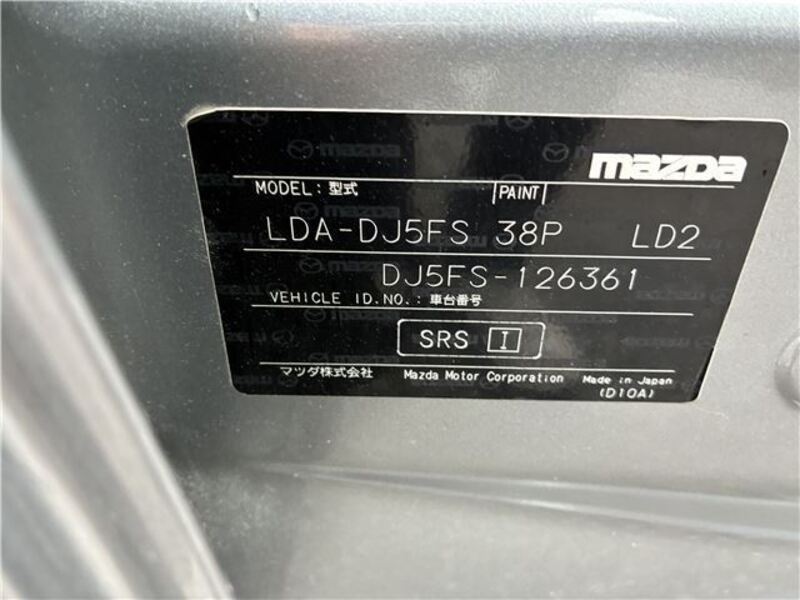 mazda
MODEL: 型式 PAINT
LDA-DJ5FS 38P LD2
DJ5FS-126361
VEHICLE ID.NO.: 車台番号
SRS I
マツダ株式会社 Mazda Motor Corporation Made in Japan
(D10A)